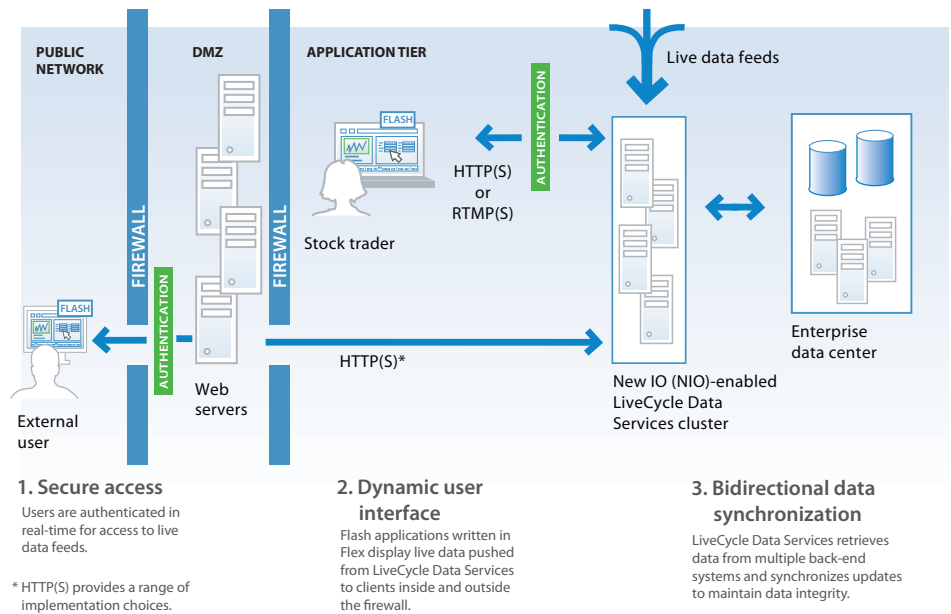 PUBLIC
NETWORK
DMZ
APPLICATION TIER
Live data feeds
FIREWALL
FIREWALL
FLASH
AUTHENTICATION
HTTP(S)
or
RTMP(S)
Stock trader
FLASH
AUTHENTICATION
HTTP(S)*
Enterprise
data center
Web
servers
New IO (NIO)-enabled
LiveCycle Data
Services cluster
External
user
1. Secure access
Users are authenticated in
real-time for access to live
data feeds.
* HTTP(S) provides a range of
implementation choices.
2. Dynamic user
interface
Flash applications written in
Flex display live data pushed
from LiveCycle Data Services
to clients inside and outside
the firewall.
3. Bidirectional data
synchronization
LiveCycle Data Services retrieves
data from multiple back-end
systems and synchronizes updates
to maintain data integrity.